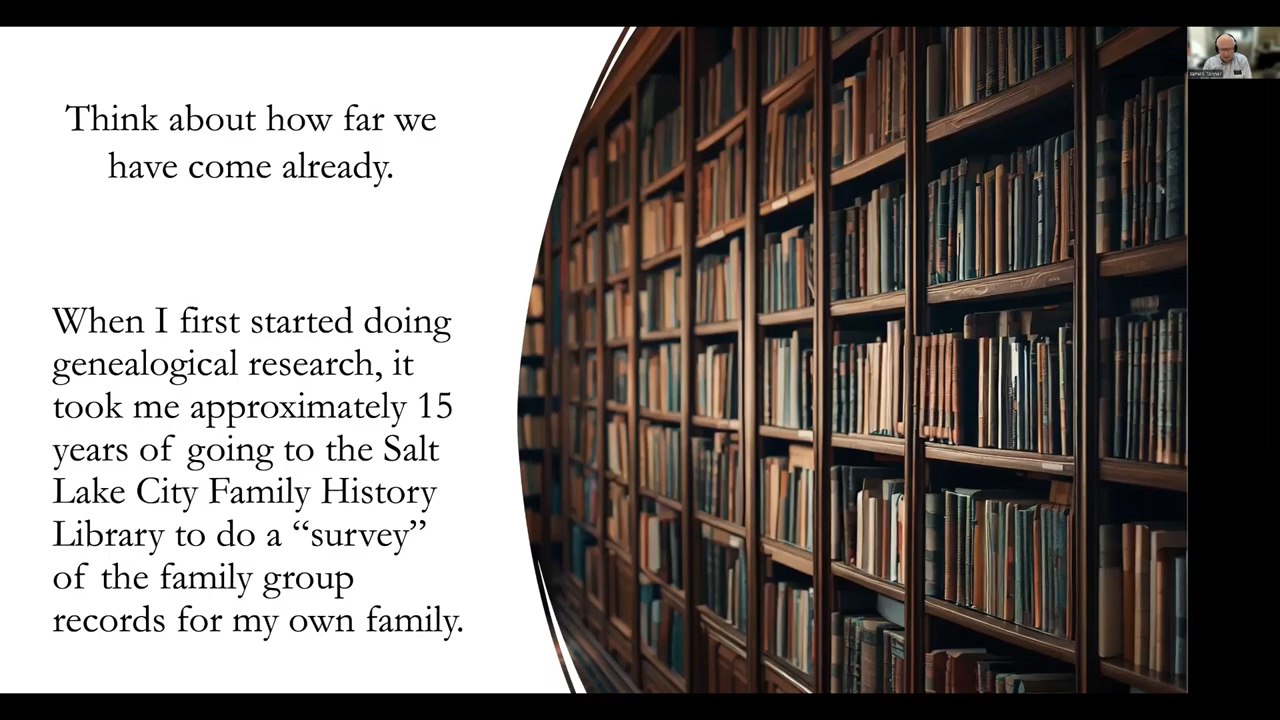 Think about how far we
have come already.
When I first started doing
genealogical research, it
took me approximately 15
years of going to the Salt
Lake City Family History
Library to do a “survey”
of the family group
records for my own family.
James Tanner